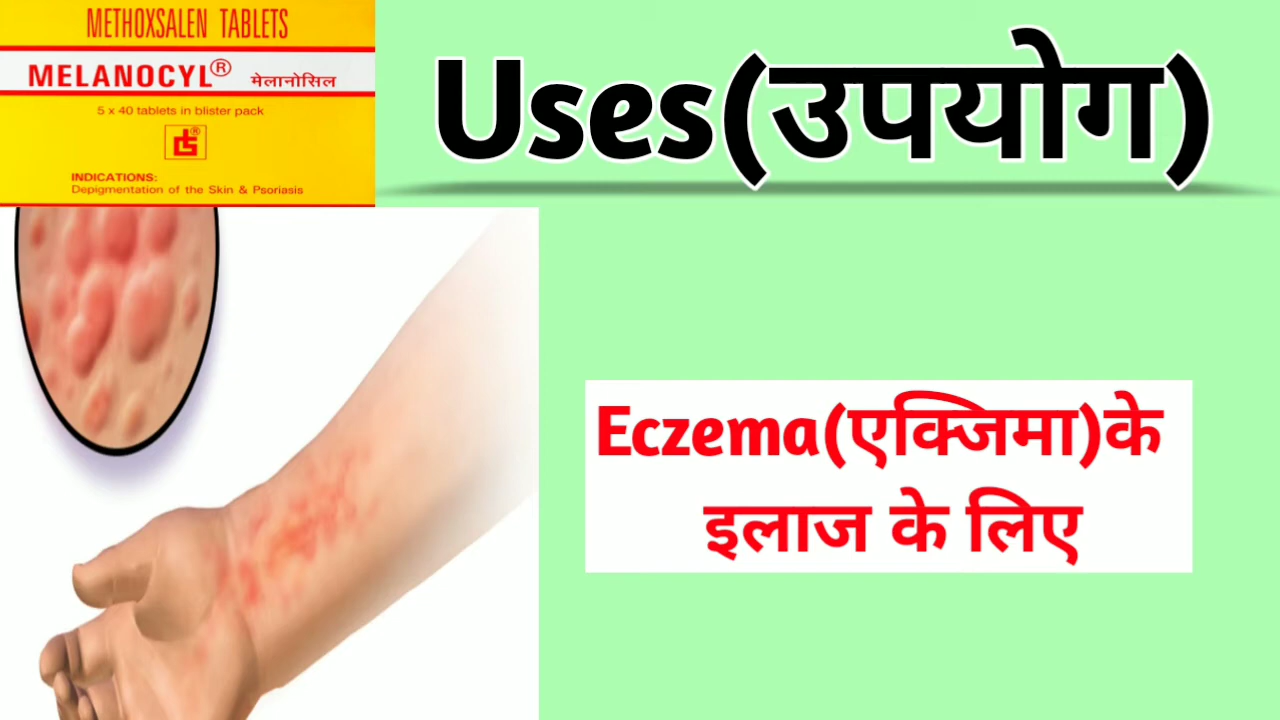 METHOXSALEN TABLETS
MELANOCYL® मेलानोसिल
5 x 40 tablets in blister pack
INDICATIONS:
Depigmentation of the Skin & Psoriasis
Uses(उपयोग)
Eczema(एक्जिमा)के
इलाज के लिए